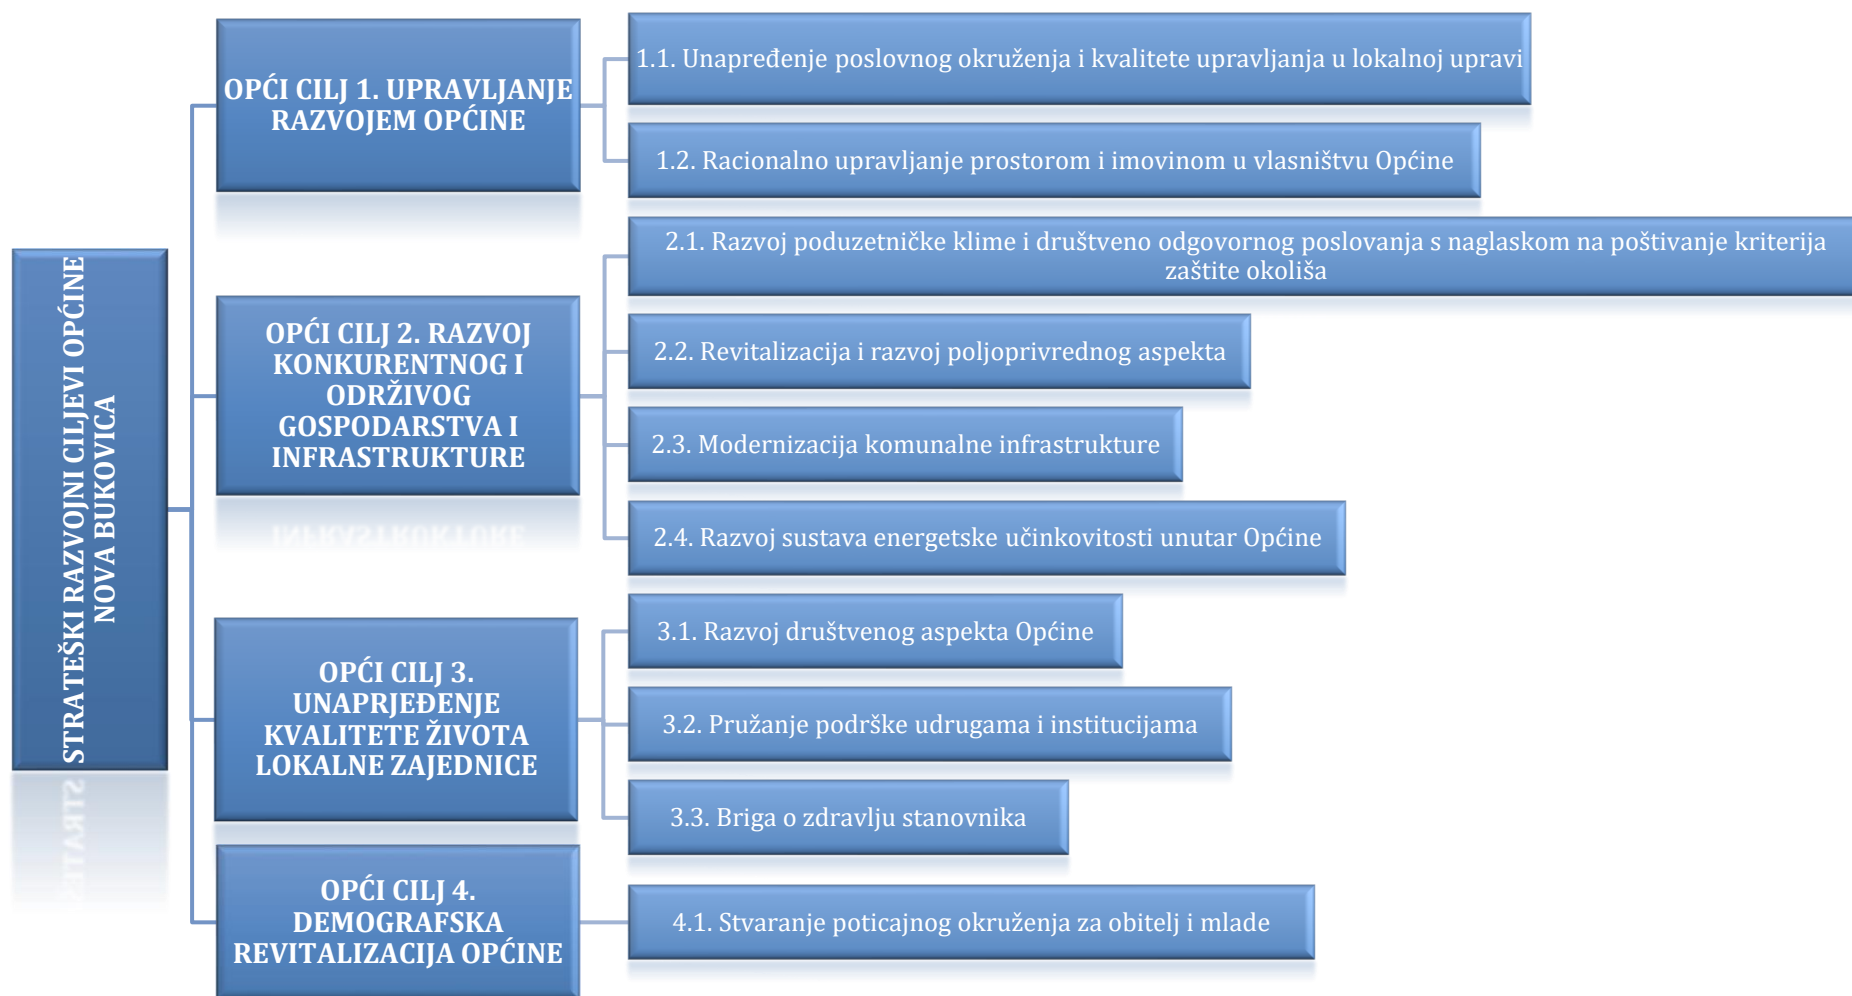 STRATEŠKI RAZVOJNI CILJEVI OPĆINE
NOVA BUKOVICA
OPĆI CILJ 1. UPRAVLJANJE
RAZVOJEM OPĆINE
1.1. Unapređenje poslovnog okruženja i kvalitete upravljanja u lokalnoj upravi
1.2. Racionalno upravljanje prostorom i imovinom u vlasništvu Općine
OPĆI CILJ 2. RAZVOJ
KONKURENTNOG I
ODRŽIVOG
GOSPODARSTVA I
INFRASTRUKTURE
2.1. Razvoj poduzetničke klime i društveno odgovornog poslovanja s naglaskom na poštivanje kriterija
zaštite okoliša
2.2. Revitalizacija i razvoj poljoprivrednog aspekta
2.3. Modernizacija komunalne infrastrukture
2.4. Razvoj sustava energetske učinkovitosti unutar Općine
OPĆI CILJ 3.
UNAPRJEĐENJE
KVALITETE ŽIVOTA
LOKALNE ZAJEDNICE
3.1. Razvoj društvenog aspekta Općine
3.2. Pružanje podrške udrugama i institucijama
3.3. Briga o zdravlju stanovnika
OPĆI CILJ 4.
DEMOGRAFSKA
REVITALIZACIJA OPĆINE
4.1. Stvaranje poticajnog okruženja za obitelj i mlade